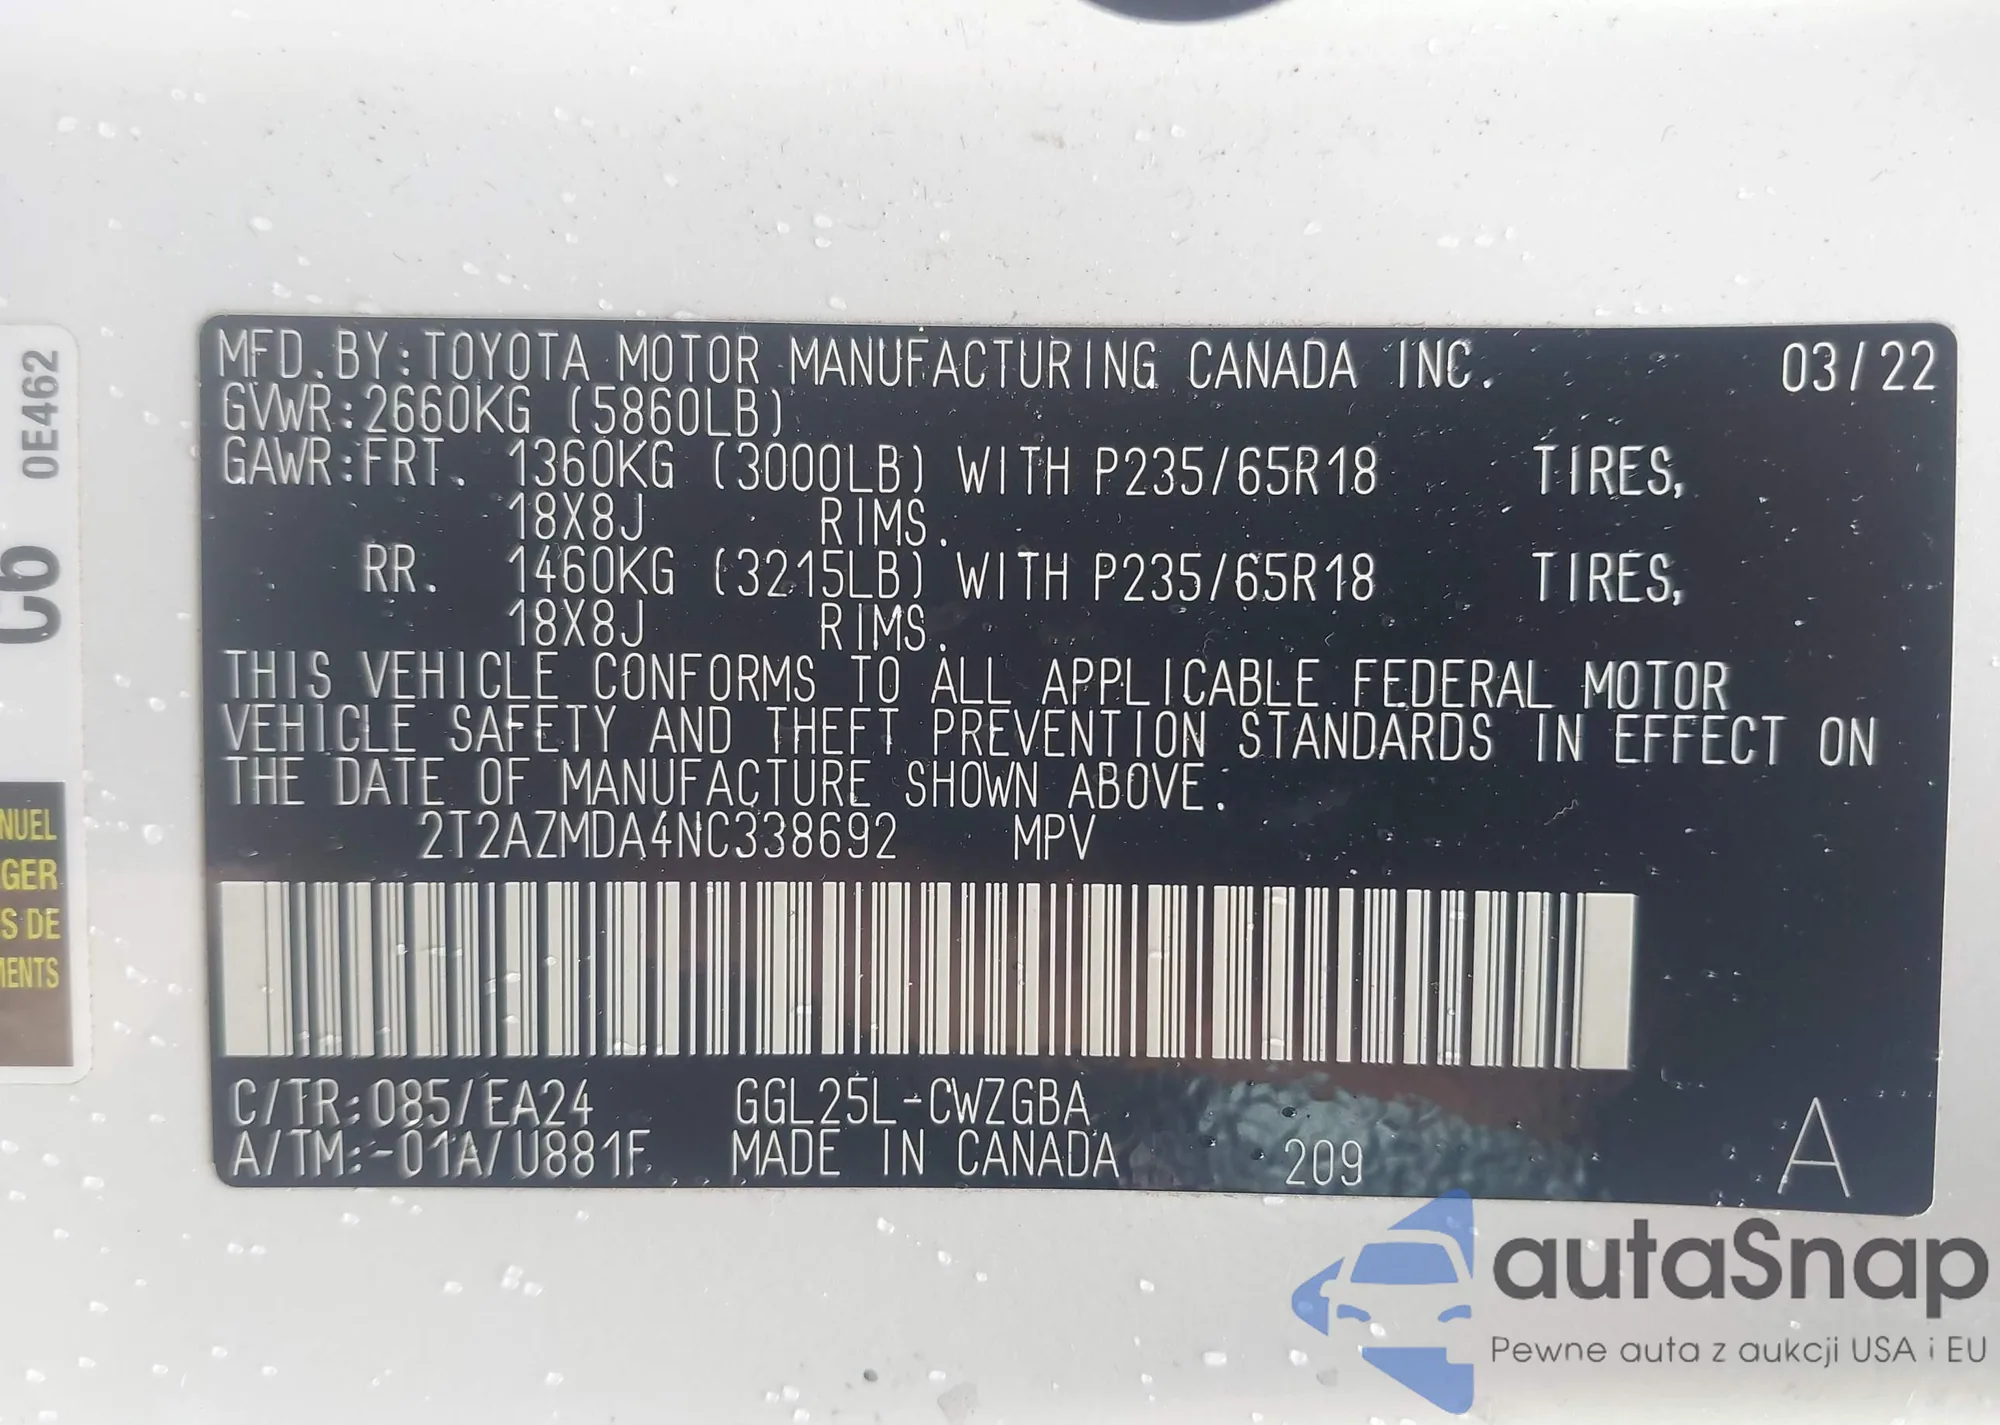 MFD. BY: TOYOTA MOTOR MANUFACTURING CANADA INC. 03/22
GVWR: 2660KG (5860LB)
GAWR: FRT. 1360KG (3000LB) WITH P235/65R18 TIRES,
18X8J RIMS.
RR. 1460KG (3215LB) WITH P235/65R18 TIRES,
18X8J RIMS.
THIS VEHICLE CONFORMS TO ALL APPLICABLE FEDERAL MOTOR
VEHICLE SAFETY AND THEFT PREVENTION STANDARDS IN EFFECT ON
THE DATE OF MANUFACTURE SHOWN ABOVE.
2T2AZMDA4NC338692 MPV
C/TR: 085/EA24 GGL25L-CWZGBA
A/TM: -01A/U881F MADE IN CANADA 209 A
0E462
C6
NUEL
GER
S DE
MENTS
autaSnap
Pewne auta z aukcji USA i EU